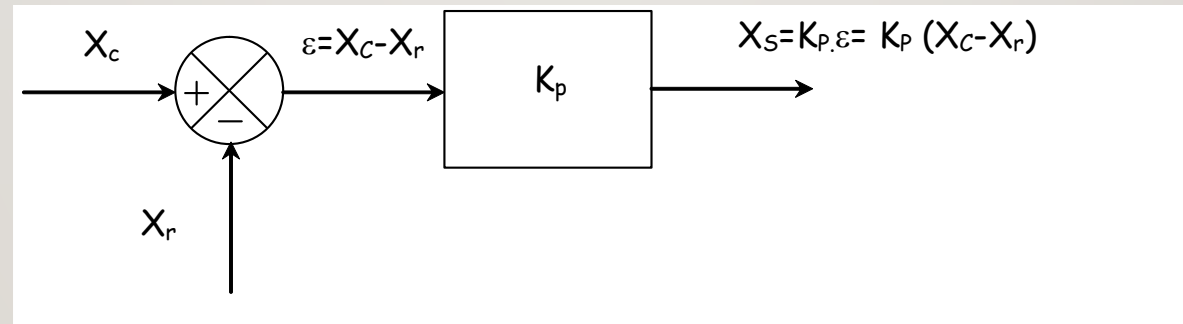 Xc
ε=XC-Xr
XS=KP.ε= KP (XC-Xr)
+
Kp
−
Xr